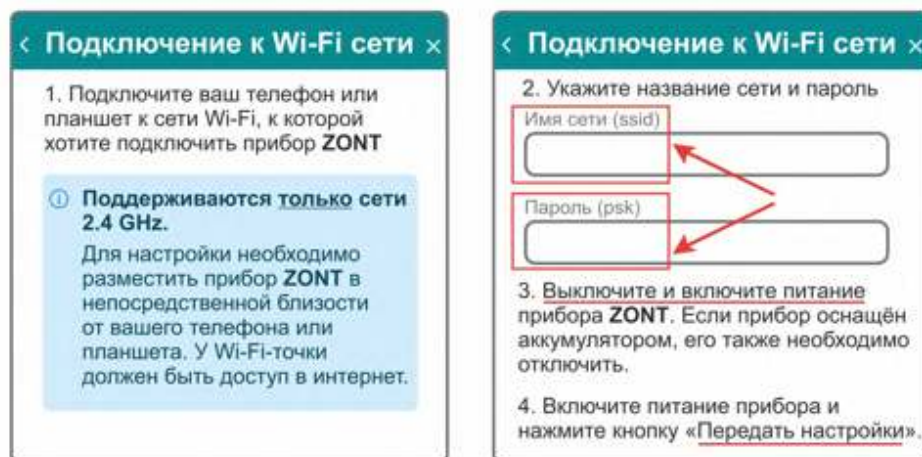 < Подключение к Wi-Fi сети ×
1. Подключите ваш телефон или
планшет к сети Wi-Fi, к которой
хотите подключить прибор ZONT
ⓘ Поддерживаются только сети
2.4 GHz.
Для настройки необходимо
разместить прибор ZONT в
непосредственной близости
от вашего телефона или
планшета. У Wi-Fi-точки
должен быть доступ в интернет.
< Подключение к Wi-Fi сети ×
2. Укажите название сети и пароль
Имя сети (ssid)
Пароль (psk)
3. Выключите и включите питание
прибора ZONT. Если прибор оснащён
аккумулятором, его также необходимо
отключить.
4. Включите питание прибора и
нажмите кнопку «Передать настройки».